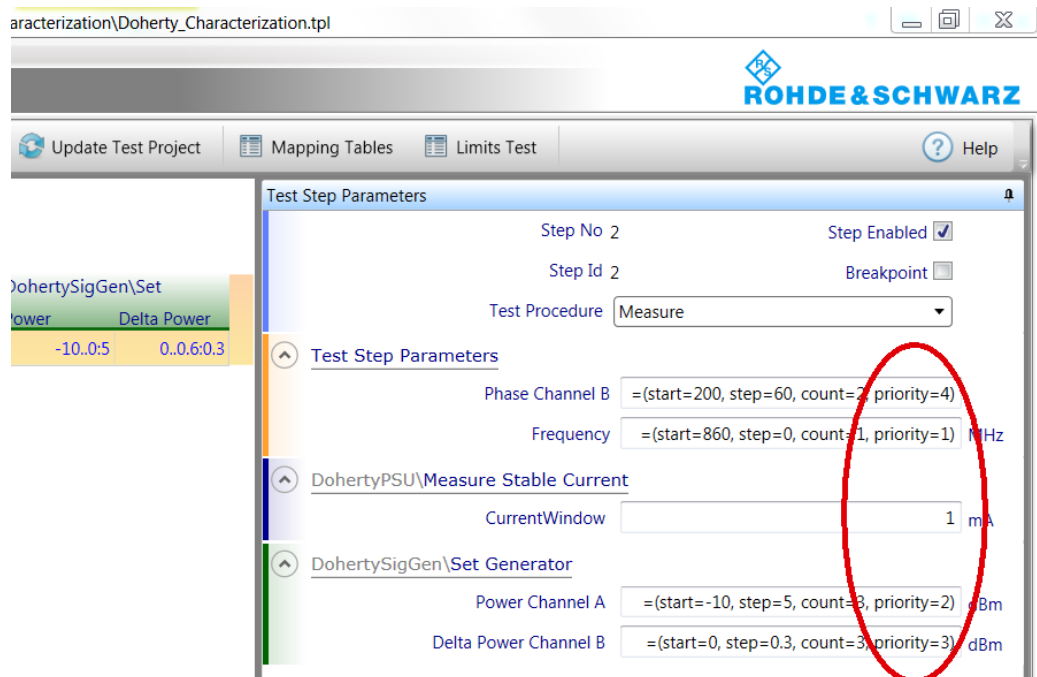 aracterization\Doherty_Characterization.tpl
ROHDE&SCHWARZ
Update Test Project Mapping Tables Limits Test ? Help
Test Step Parameters
Step No 2 Step Enabled
Step Id 2 Breakpoint
Test Procedure Measure
DohertySigGen\Set
Power Delta Power
-10..0:5 0..0.6:0.3
Test Step Parameters
Phase Channel B =(start=200, step=60, count=2, priority=4)
Frequency =(start=860, step=0, count=1, priority=1) MHz
DohertyPSU\Measure Stable Current
CurrentWindow 1 mA
DohertySigGen\Set Generator
Power Channel A =(start=-10, step=5, count=3, priority=2) dBm
Delta Power Channel B =(start=0, step=0.3, count=3, priority=3) dBm